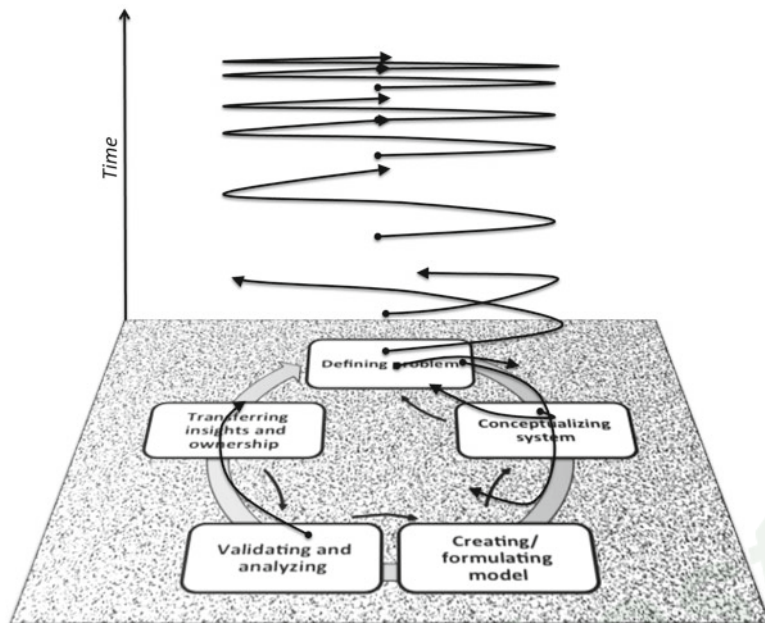 Time
Defining problem
Transferring
insights and
ownership
Conceptualizing
system
Validating and
analyzing
Creating/
formulating
model